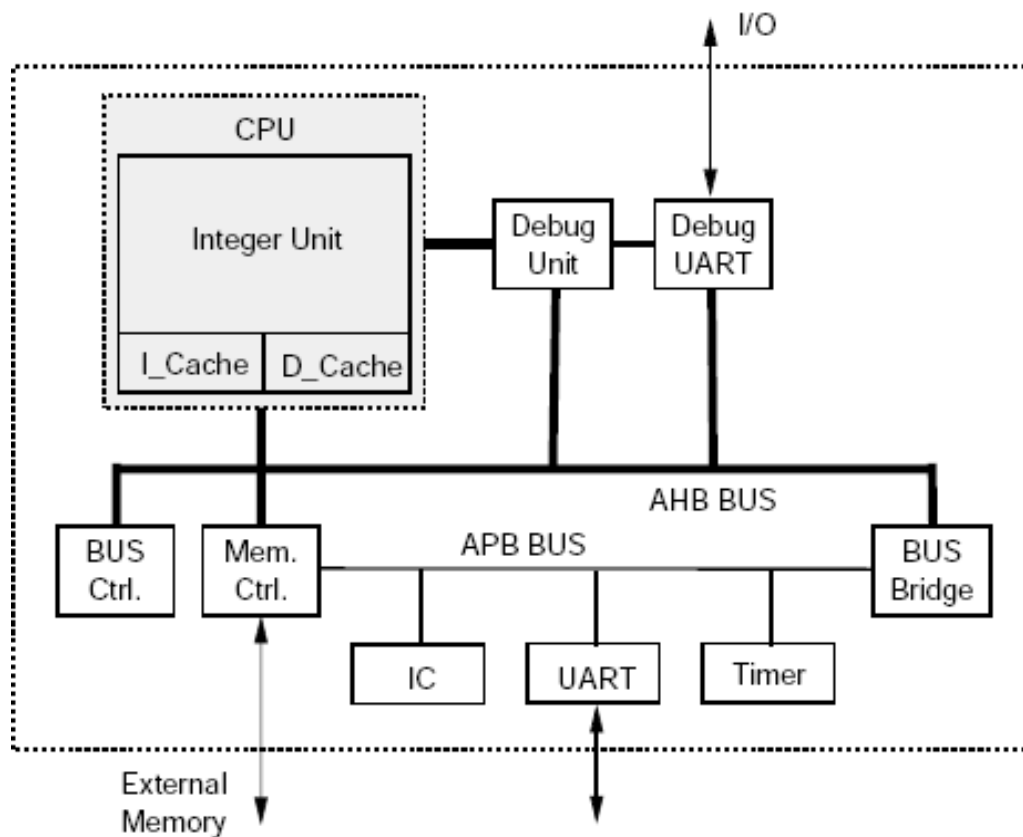 I/O
CPU
Integer Unit
I_Cache
D_Cache
Debug
Unit
Debug
UART
AHB BUS
APB BUS
BUS
Ctrl.
Mem.
Ctrl.
BUS
Bridge
IC
UART
Timer
External
Memory